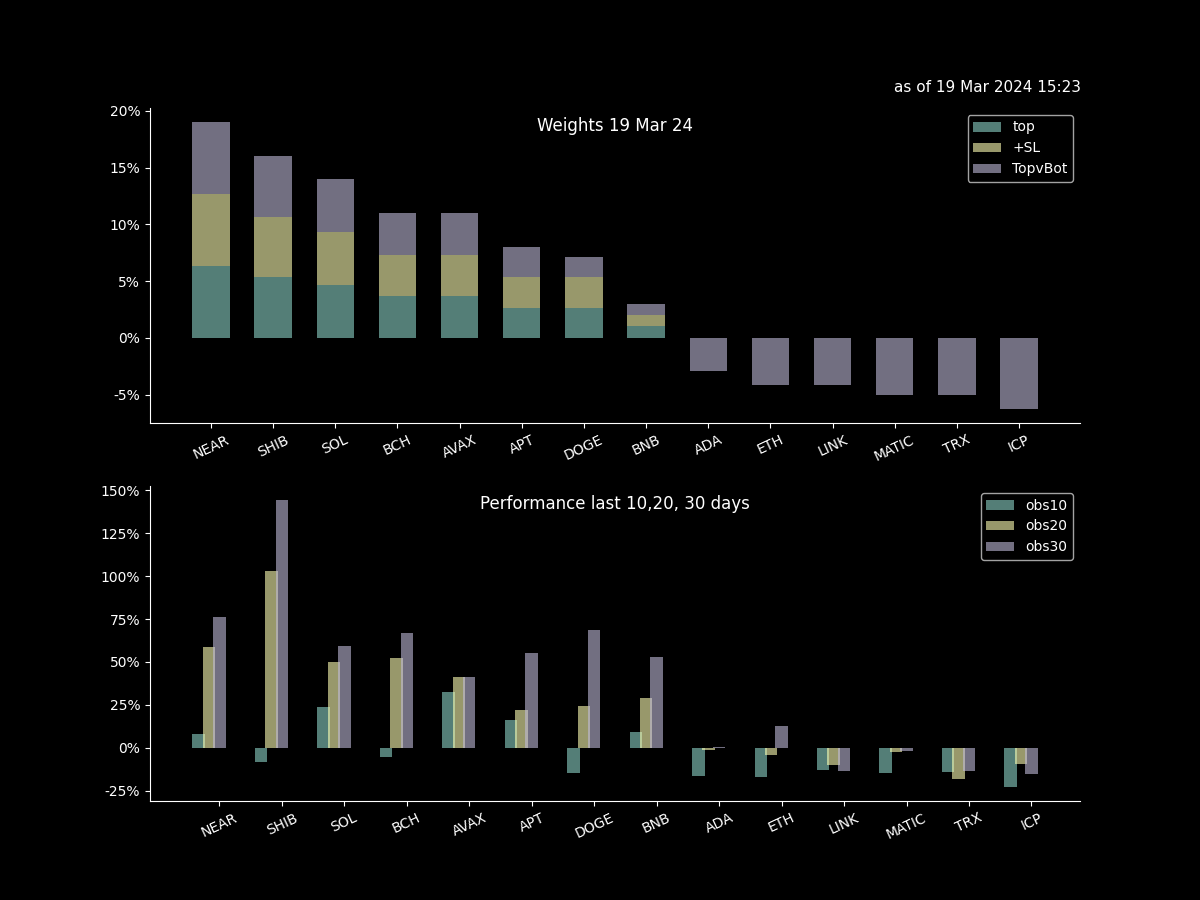 as of 19 Mar 2024 15:23
Weights 19 Mar 24
top
+SL
TopvBot
20%
15%
10%
5%
0%
-5%
NEAR SHIB SOL BCH AVAX APT DOGE BNB ADA ETH LINK MATIC TRX ICP
Performance last 10,20, 30 days
obs10
obs20
obs30
150%
125%
100%
75%
50%
25%
0%
-25%
NEAR SHIB SOL BCH AVAX APT DOGE BNB ADA ETH LINK MATIC TRX ICP